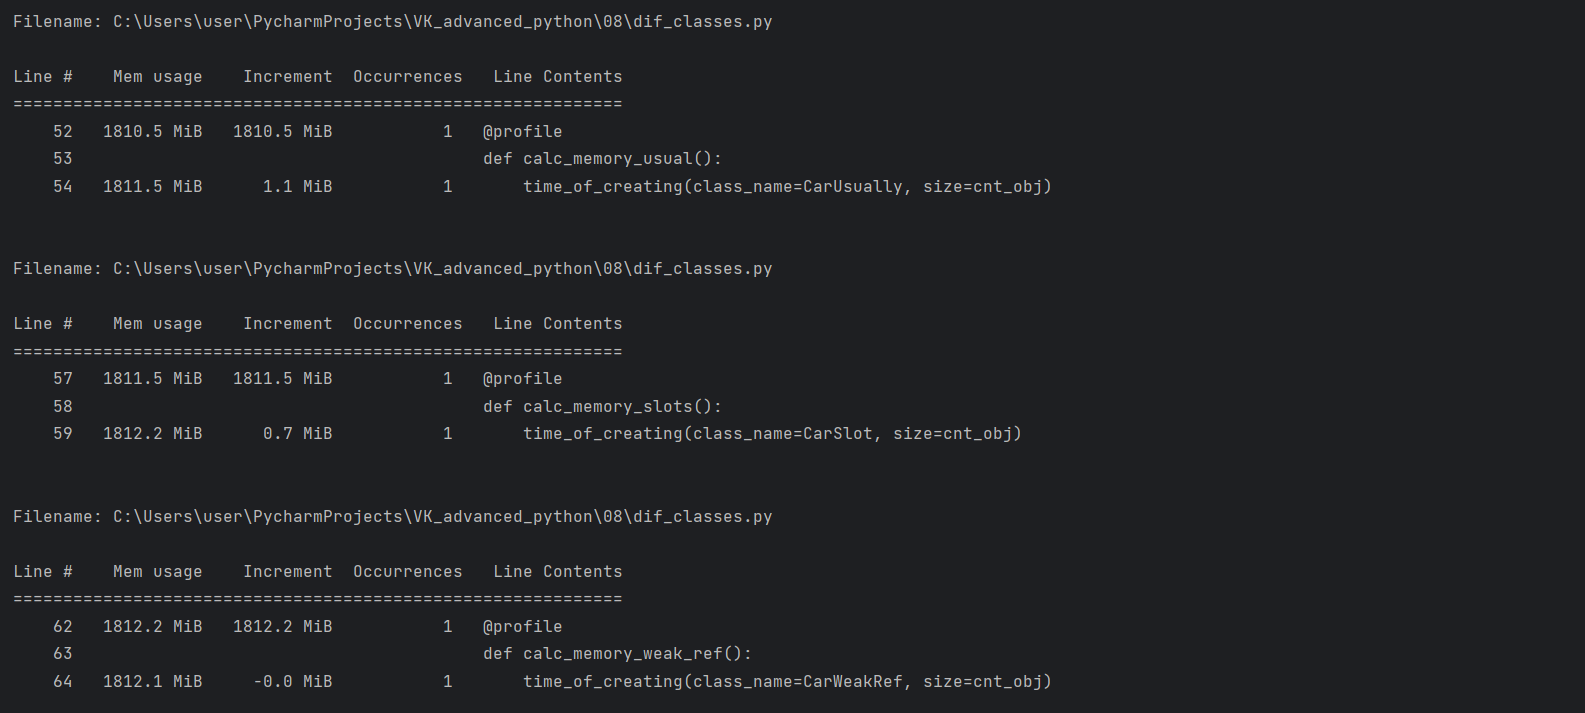 Filename: C:\Users\user\PycharmProjects\VK_advanced_python\08\dif_classes.py

Line #    Mem usage    Increment  Occurrences   Line Contents
=============================================================
    52   1810.5 MiB   1810.5 MiB           1   @profile
    53                                         def calc_memory_usual():
    54   1811.5 MiB      1.1 MiB           1       time_of_creating(class_name=CarUsually, size=cnt_obj)


Filename: C:\Users\user\PycharmProjects\VK_advanced_python\08\dif_classes.py

Line #    Mem usage    Increment  Occurrences   Line Contents
=============================================================
    57   1811.5 MiB   1811.5 MiB           1   @profile
    58                                         def calc_memory_slots():
    59   1812.2 MiB      0.7 MiB           1       time_of_creating(class_name=CarSlot, size=cnt_obj)


Filename: C:\Users\user\PycharmProjects\VK_advanced_python\08\dif_classes.py

Line #    Mem usage    Increment  Occurrences   Line Contents
=============================================================
    62   1812.2 MiB   1812.2 MiB           1   @profile
    63                                         def calc_memory_weak_ref():
    64   1812.1 MiB     -0.0 MiB           1       time_of_creating(class_name=CarWeakRef, size=cnt_obj)